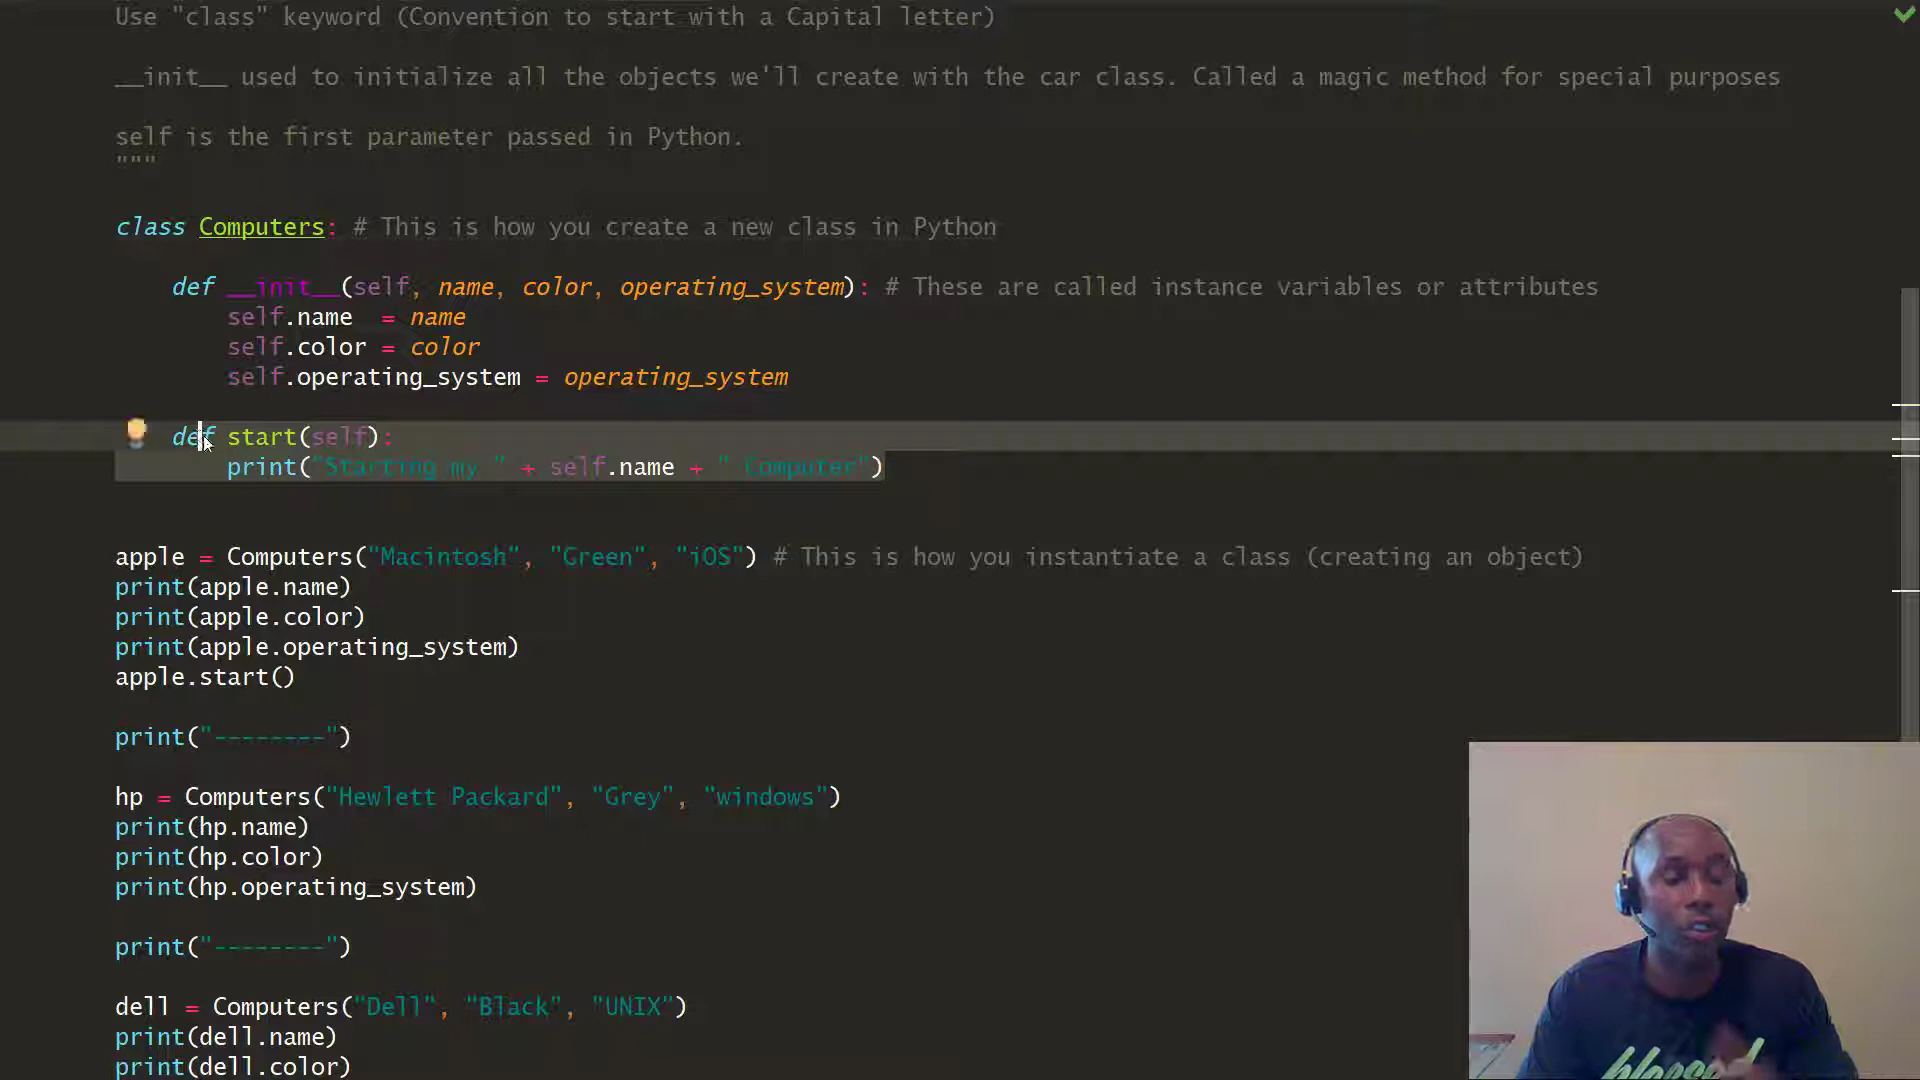 Use "class" keyword (Convention to start with a Capital letter)
__init__ used to initialize all the objects we'll create with the car class. Called a magic method for special purposes
self is the first parameter passed in Python.
"""
class Computers: # This is how you create a new class in Python
def __init__(self, name, color, operating_system): # These are called instance variables or attributes
self.name  = name
self.color = color
self.operating_system = operating_system
def start(self):
print("Starting my " + self.name + " Computer")
apple = Computers("Macintosh", "Green", "iOS") # This is how you instantiate a class (creating an object)
print(apple.name)
print(apple.color)
print(apple.operating_system)
apple.start()
print("--------")
hp = Computers("Hewlett Packard", "Grey", "windows")
print(hp.name)
print(hp.color)
print(hp.operating_system)
print("--------")
dell = Computers("Dell", "Black", "UNIX")
print(dell.name)
print(dell.color)